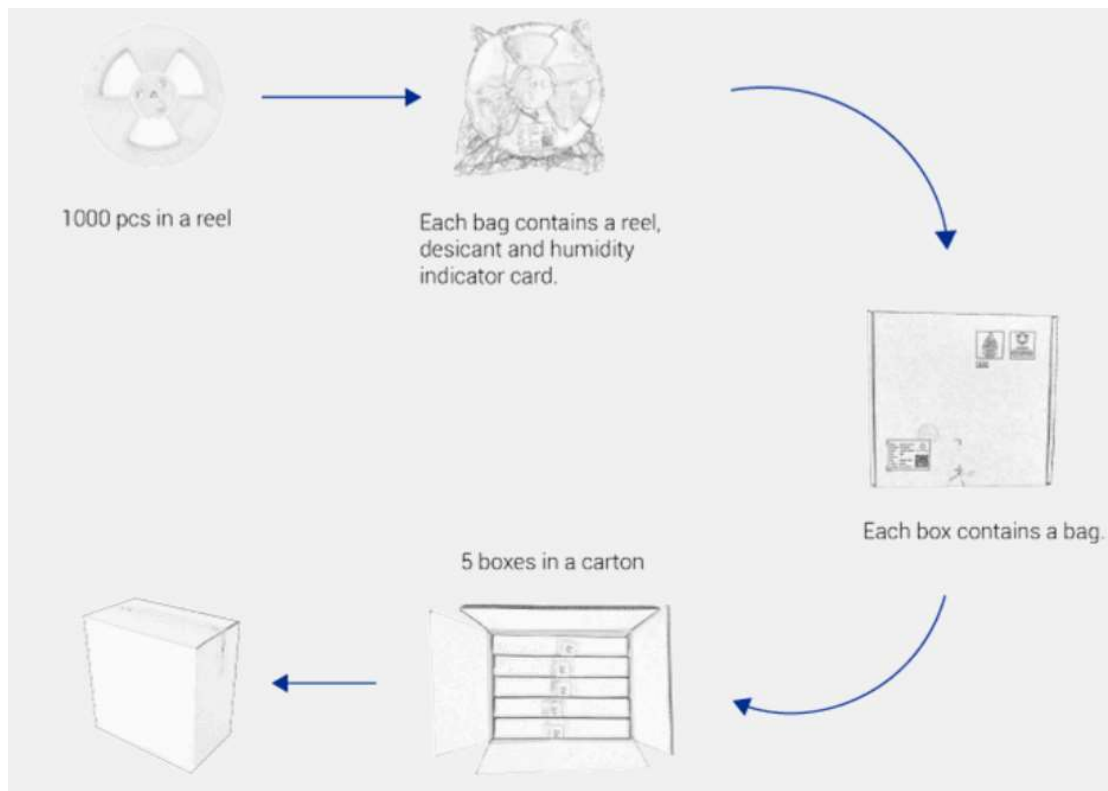 1000 pcs in a reel
Each bag contains a reel,
desicant and humidity
indicator card.
Each box contains a bag.
5 boxes in a carton